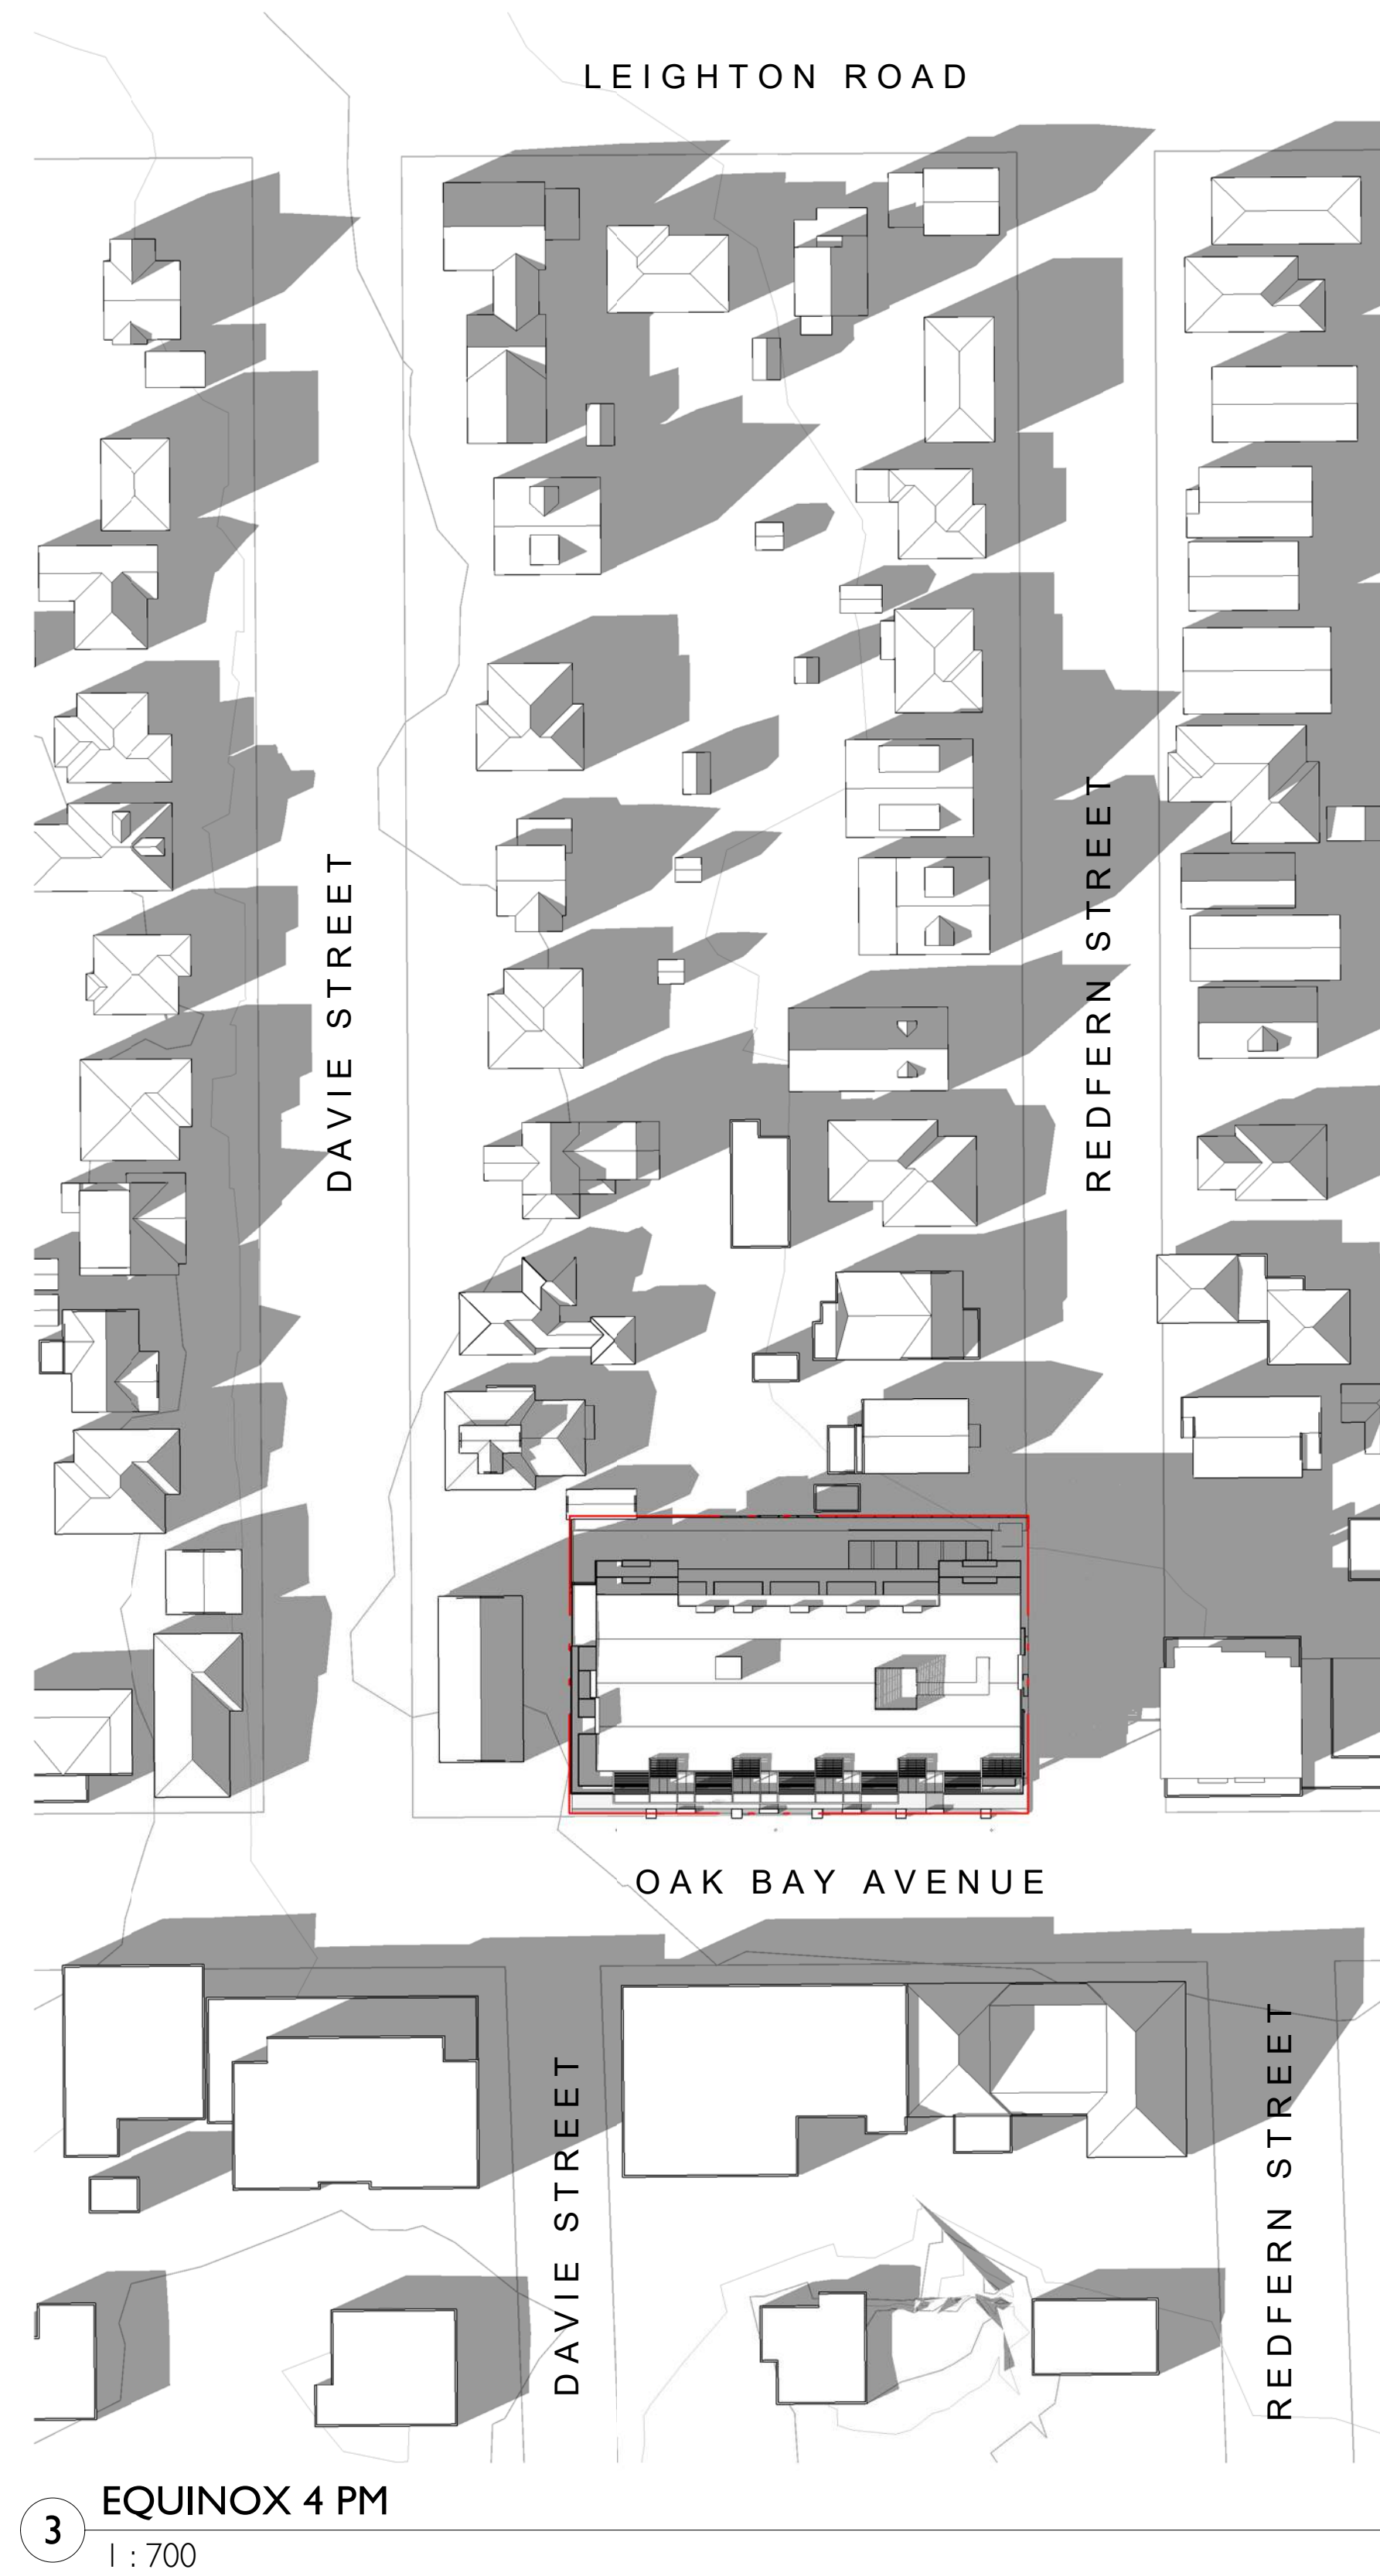 LEIGHTON ROAD
DAVIE STREET
REDFERN STREET
OAK BAY AVENUE
DAVIE STREET
REDFERN STREET
3
EQUINOX 4 PM
1 : 700